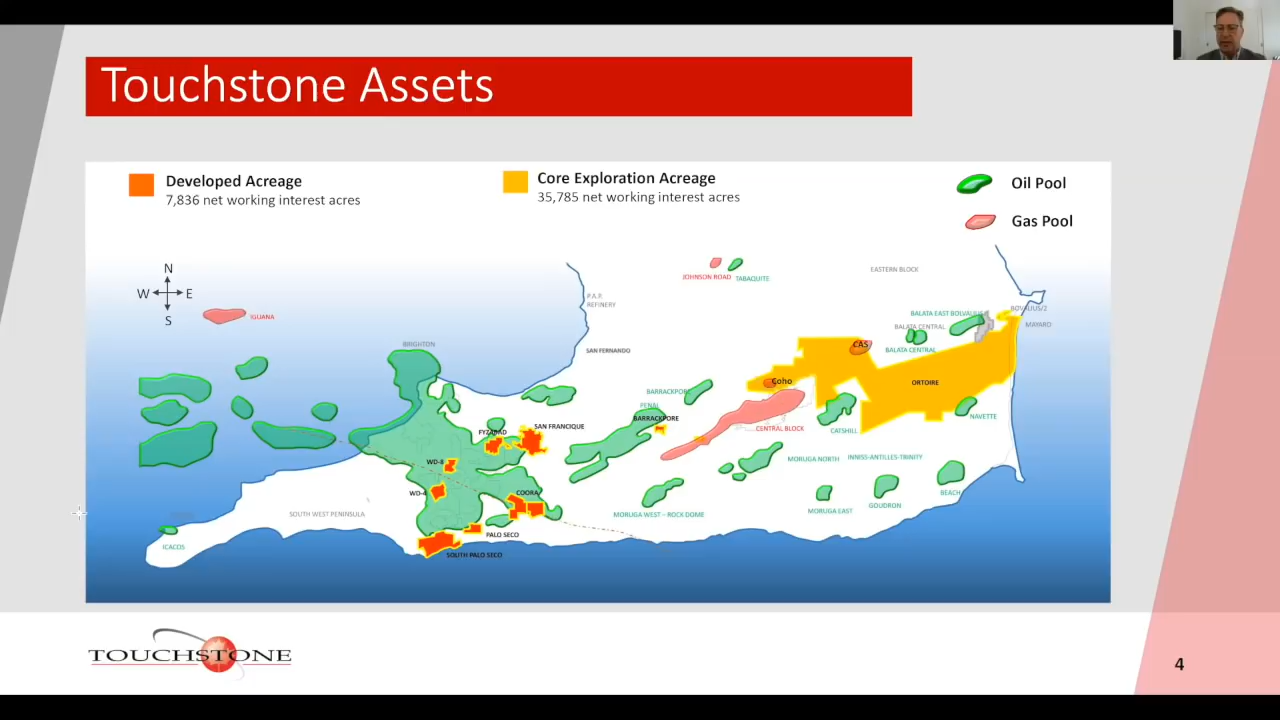 Touchstone Assets
Developed Acreage
7,836 net working interest acres
Core Exploration Acreage
35,785 net working interest acres
Oil Pool
Gas Pool
N
W E
S
IGUANA
JOHNSON ROAD
TABAQUITE
EASTERN BLOCK
P.A.P.
REFINERY
BRIGHTON
SAN FERNANDO
BALATA EAST BOLVALIUS
BOVALIUS/2
MAYARO
BALATA CENTRAL
CAS
BALATA CENTRAL
Coho
ORTOIRE
BARRACKPORE
PENAL
BARRACKPORE
NAVETTE
CENTRAL BLOCK
CATSHILL
FYZABAD
SAN FRANCIQUE
WD-8
MORUGA NORTH
INNISS-ANTILLES-TRINITY
WD-4
COORA
BEACH
GOUDRON
MORUGA EAST
SOUTH WEST PENINSULA
MORUGA WEST – ROCK DOME
PALO SECO
ICACOS
SOUTH PALO SECO
TOUCHSTONE
4